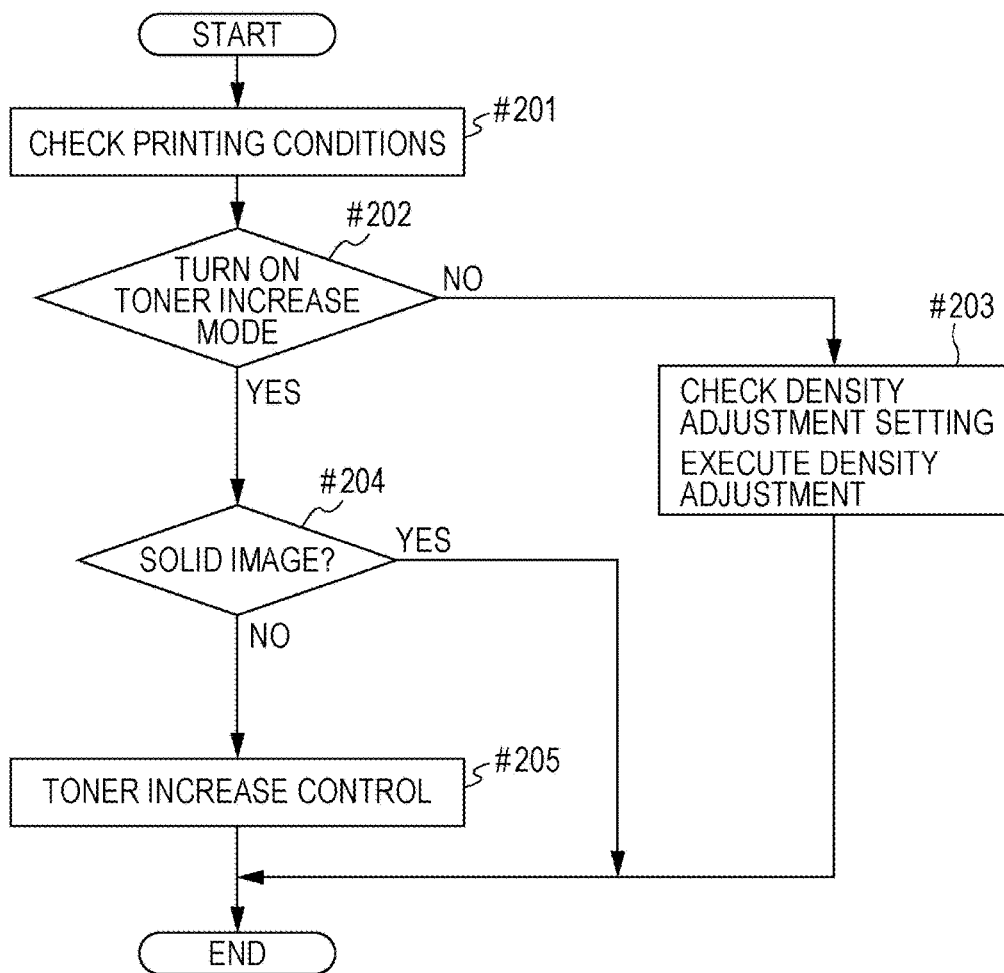 START
#201
CHECK PRINTING CONDITIONS
#202
TURN ON
TONER INCREASE
MODE
NO
YES
#203
CHECK DENSITY
ADJUSTMENT SETTING
EXECUTE DENSITY
ADJUSTMENT
#204
SOLID IMAGE?
YES
NO
#205
TONER INCREASE CONTROL
END